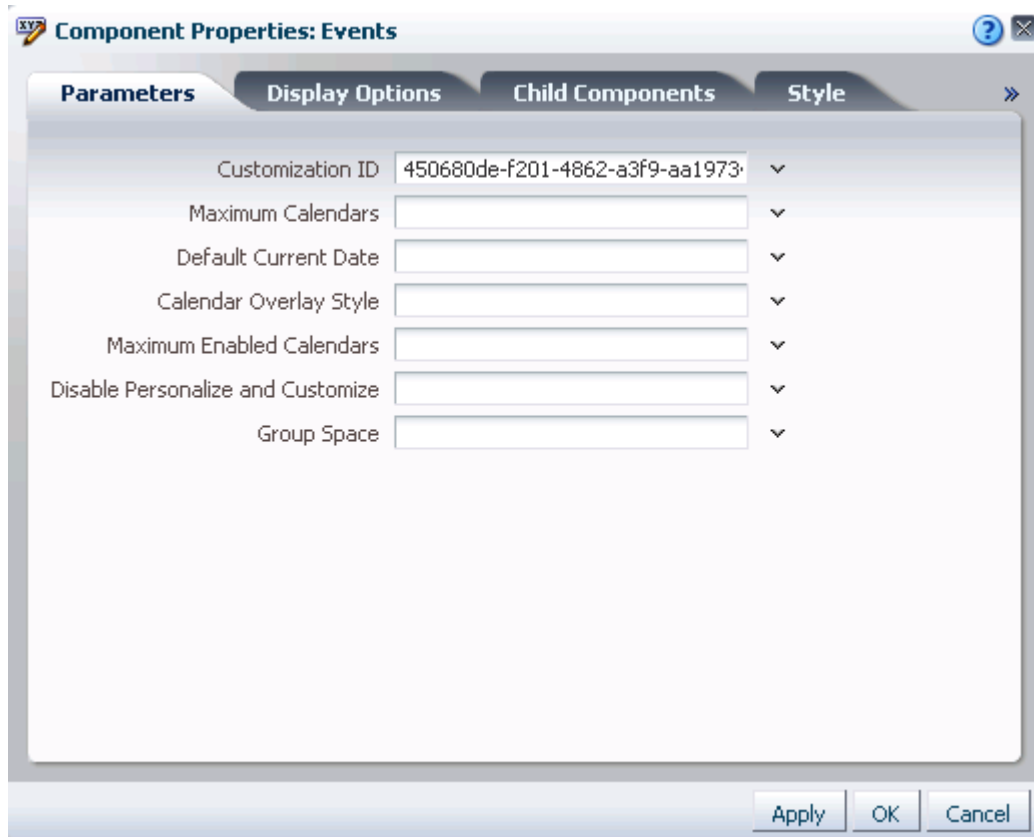 Component Properties: Events
Parameters Display Options Child Components Style »
Customization ID 450680de-f201-4862-a3f9-aa1973
Maximum Calendars
Default Current Date
Calendar Overlay Style
Maximum Enabled Calendars
Disable Personalize and Customize
Group Space
Apply OK Cancel